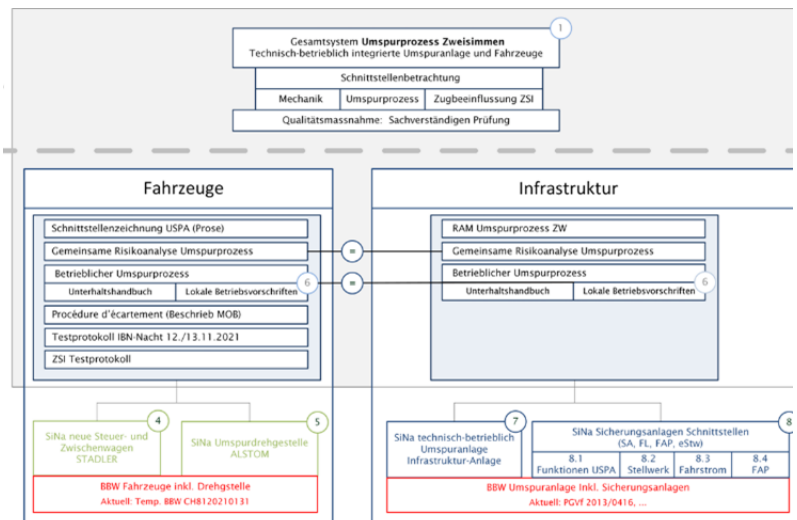 1
Gesamtsystem Umspurprozess Zweisimmen
Technisch-betrieblich integrierte Umspuranlage und Fahrzeuge
Schnittstellenbetrachtung
Mechanik
Umspurprozess
Zugbeeinflussung ZSI
Qualitätsmassnahme: Sachverständigen Prüfung
Fahrzeuge
Schnittstellenzeichnung USPA (Prose)
Gemeinsame Risikoanalyse Umspurprozess
Betrieblicher Umspurprozess
6
Unterhaltshandbuch
Lokale Betriebsvorschriften
Procédure d'écartement (Beschrieb MOB)
Testprotokoll IBN-Nacht 12./13.11.2021
ZSI Testprotokoll
=
=
Infrastruktur
RAM Umspurprozess ZW
Gemeinsame Risikoanalyse Umspurprozess
Betrieblicher Umspurprozess
6
Unterhaltshandbuch
Lokale Betriebsvorschriften
4
SiNa neue Steuer- und
Zwischenwagen
STADLER
5
SiNa Umspurdrehgestelle
ALSTOM
BBW Fahrzeuge inkl. Drehgstelle
Aktuell: Temp. BBW CH8120210131
7
SiNa technisch-betrieblich
Umspuranlage
Infrastruktur-Anlage
8
SiNa Sicherungsanlagen Schnittstellen
(SA, FL, FAP, eStw)
8.1
Funktionen USPA
8.2
Stellwerk
8.3
Fahrstrom
8.4
FAP
BBW Umspuranlage Inkl. Sicherungsanlagen
Aktuell: PGVf 2013/0416, ...